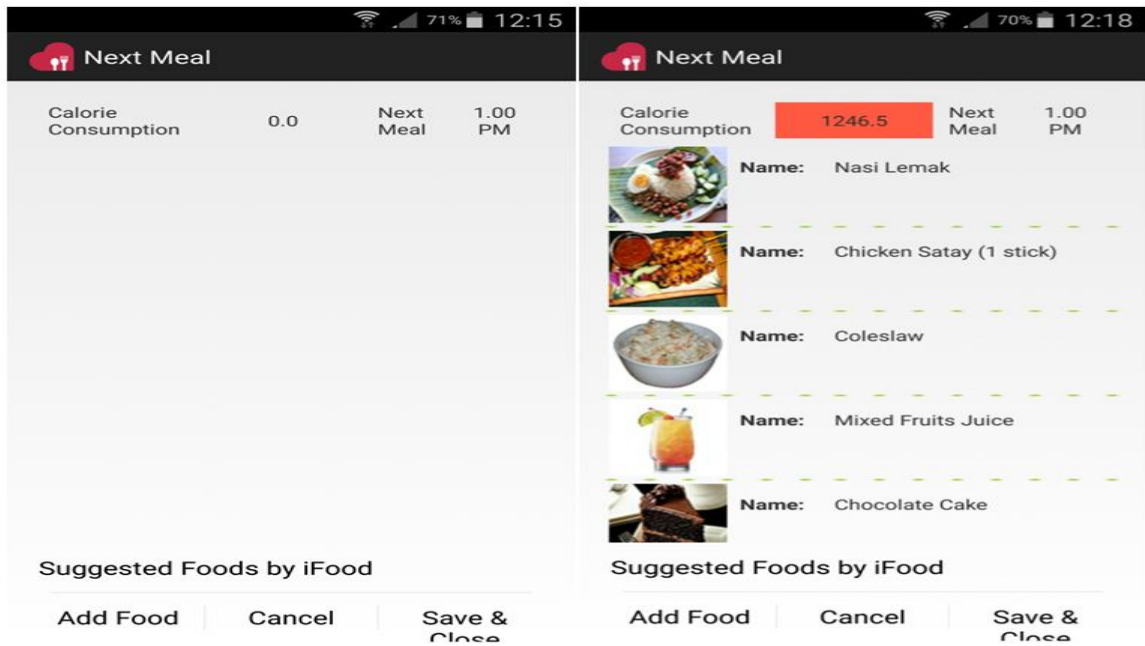 71% 12:15
Next Meal
Calorie
Consumption
0.0
Next
Meal
1.00
PM
Suggested Foods by iFood
Add Food
Cancel
Save &
Close
70% 12:18
Next Meal
Calorie
Consumption
1246.5
Next
Meal
1.00
PM
Name: Nasi Lemak
Name: Chicken Satay (1 stick)
Name: Coleslaw
Name: Mixed Fruits Juice
Name: Chocolate Cake
Suggested Foods by iFood
Add Food
Cancel
Save &
Close